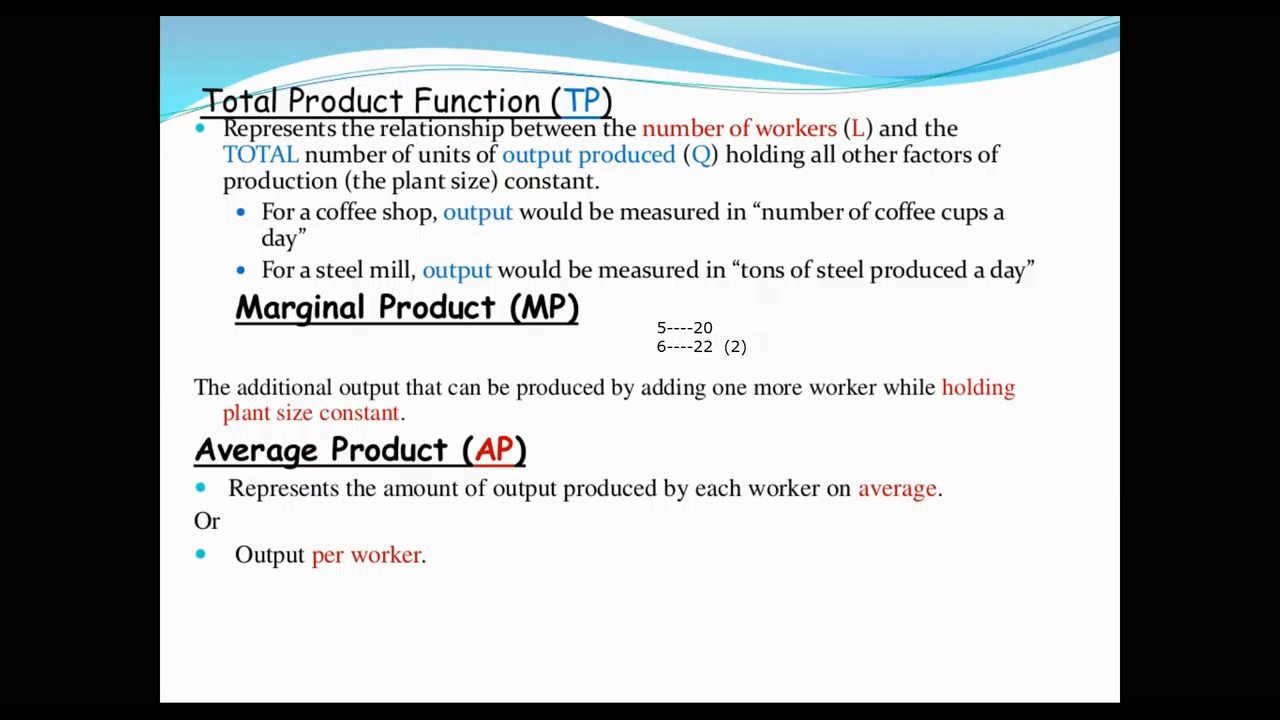 Total Product Function (TP)
Represents the relationship between the number of workers (L) and the
TOTAL number of units of output produced (Q) holding all other factors of
production (the plant size) constant.
For a coffee shop, output would be measured in “number of coffee cups a
day”
For a steel mill, output would be measured in “tons of steel produced a day”
Marginal Product (MP)
5----20
6----22 (2)
The additional output that can be produced by adding one more worker while holding
plant size constant.
Average Product (AP)
Represents the amount of output produced by each worker on average.
Or
Output per worker.